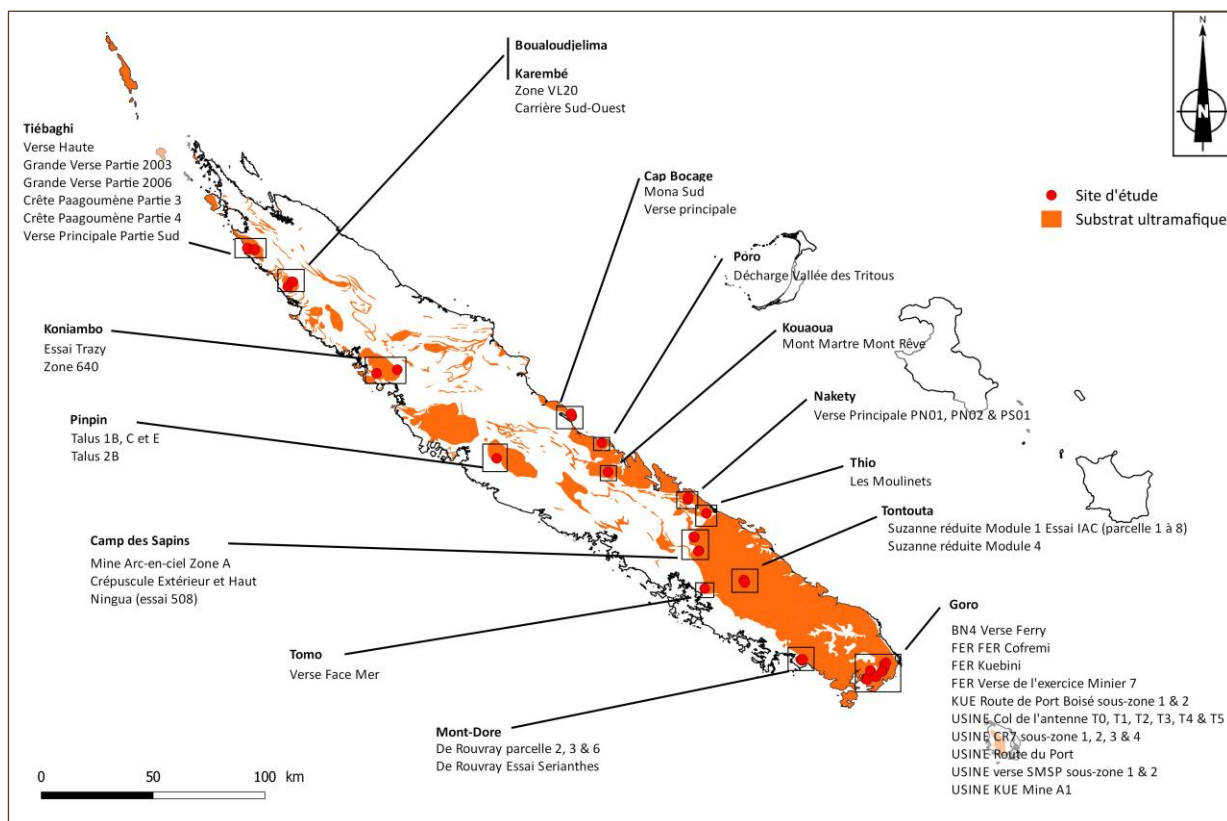 Boualoudjelima
Karembé
Zone VL20
Carrière Sud-Ouest
N
Tiébaghi
Verse Haute
Grande Verse Partie 2003
Grande Verse Partie 2006
Crête Paagoumène Partie 3
Crête Paagoumène Partie 4
Verse Principale Partie Sud
Cap Bocage
Mona Sud
Verse principale
Site d'étude
Substrat ultramafique
Poro
Décharge Vallée des Tritous
Koniambo
Essai Trazy
Zone 640
Kouaoua
Mont Martre Mont Rêve
Nakety
Verse Principale PN01, PN02 & PS01
Pinpin
Talus 1B, C et E
Talus 2B
Thio
Les Moulinets
Tontouta
Suzanne réduite Module 1 Essai IAC (parcelle 1 à 8)
Suzanne réduite Module 4
Camp des Sapins
Mine Arc-en-ciel Zone A
Crépuscule Extérieur et Haut
Ningua (essai 508)
Tomo
Verse Face Mer
Goro
BN4 Verse Ferry
FER FER Cofremi
FER Kuebini
FER Verse de l'exercice Minier 7
KUE Route de Port Boisé sous-zone 1 & 2
USINE Col de l'antenne T0, T1, T2, T3, T4 & T5
USINE CR7 sous-zone 1, 2, 3 & 4
USINE Route du Port
USINE verse SMSP sous-zone 1 & 2
USINE KUE Mine A1
Mont-Dore
De Rouvray parcelle 2, 3 & 6
De Rouvray Essai Serianthes
0 50 100 km